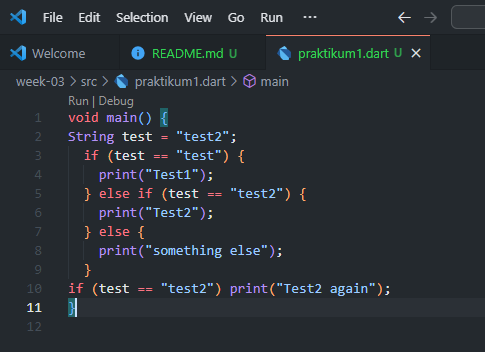 File Edit Selection View Go Run ...
Welcome README.md U praktikum1.dart U
week-03 > src > praktikum1.dart > main
Run | Debug
1 void main() {
2 String test = "test2";
3 if (test == "test") {
4 print("Test1");
5 } else if (test == "test2") {
6 print("Test2");
7 } else {
8 print("something else");
9 }
10 if (test == "test2") print("Test2 again");
11 }
12